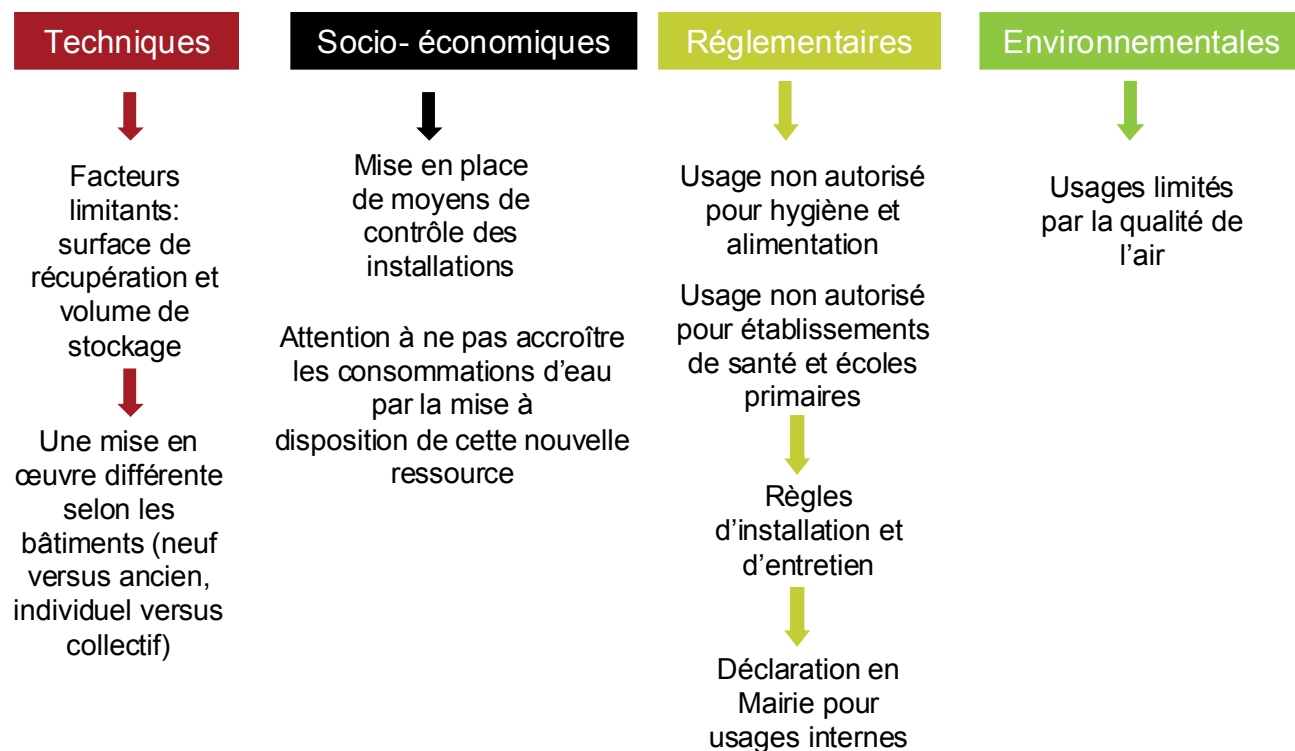 Techniques
Facteurs
limitants:
surface de
récupération et
volume de
stockage
Une mise en
œuvre différente
selon les
bâtiments (neuf
versus ancien,
individuel versus
collectif)
Socio- économiques
Mise en place
de moyens de
contrôle des
installations
Attention à ne pas accroître
les consommations d’eau
par la mise à
disposition de cette nouvelle
ressource
Réglementaires
Usage non autorisé
pour hygiène et
alimentation
Usage non autorisé
pour établissements
de santé et écoles
primaires
Règles
d’installation et
d’entretien
Déclaration en
Mairie pour
usages internes
Environnementales
Usages limités
par la qualité de
l’air